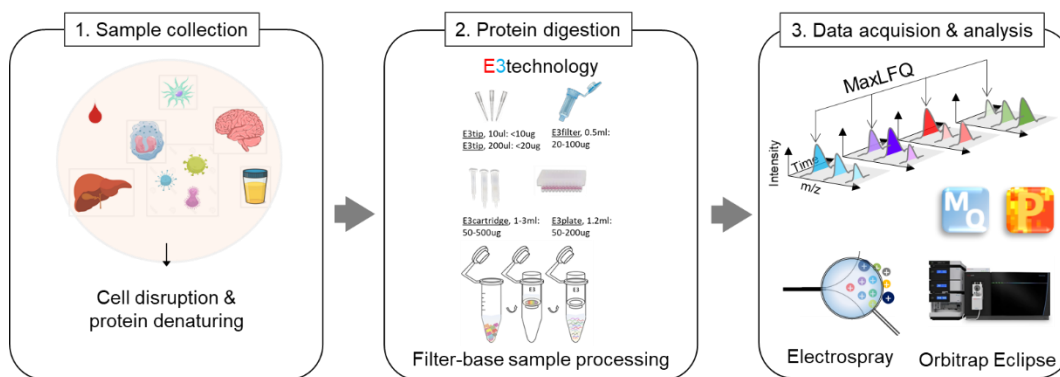 1. Sample collection
Cell disruption &
protein denaturing
2. Protein digestion
E3technology
E3tip, 10ul: <10ug
E3tip, 200ul: <20ug
E3filter, 0.5ml:
20-100ug
E3cartridge, 1-3ml:
50-500ug
E3plate, 1.2ml:
50-200ug
Filter-base sample processing
3. Data acquision & analysis
MaxLFQ
Intensity
Time
m/z
M
Q
P
Electrospray
Orbitrap Eclipse